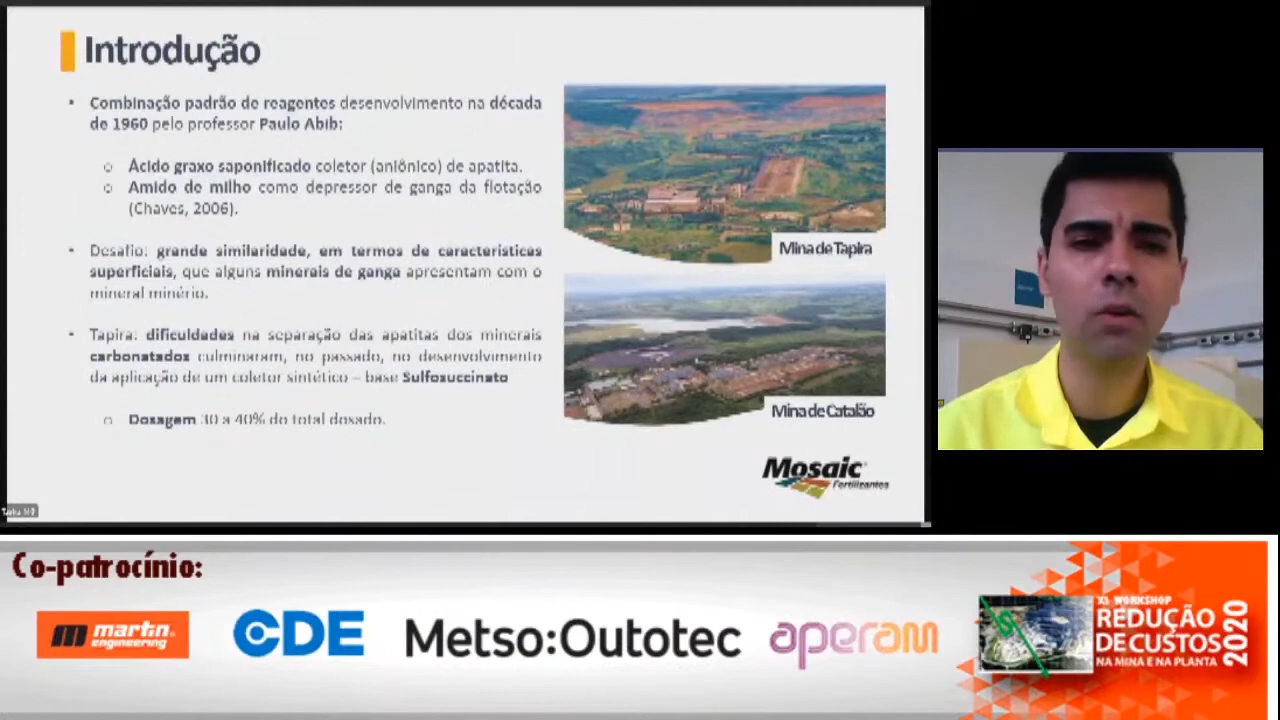 Introdução
Combinação padrão de reagentes desenvolvimento na década
de 1960 pelo professor Paulo Abib:
Ácido graxo saponificado coletor (aniônico) de apatita.
Amido de milho como depressor de ganga da flotação
(Chaves, 2006).
Desafio: grande similaridade, em termos de características
superficiais, que alguns minerais de ganga apresentam com o
mineral minério.
Tapira: dificuldades na separação das apatitas dos minerais
carbonatados culminaram, no passado, no desenvolvimento
da aplicação de um coletor sintético – base Sulfosuccinato
Dosagem 30 a 40% do total dosado.
Mina de Tapira
Mina de Catalão
Mosaic
Fertilizantes
Co-patrocínio:
martin
engineering
CDE
Metso:Outotec
aperam
XI WORKSHOP
REDUÇÃO
DE CUSTOS
NA MINA E NA PLANTA
2020